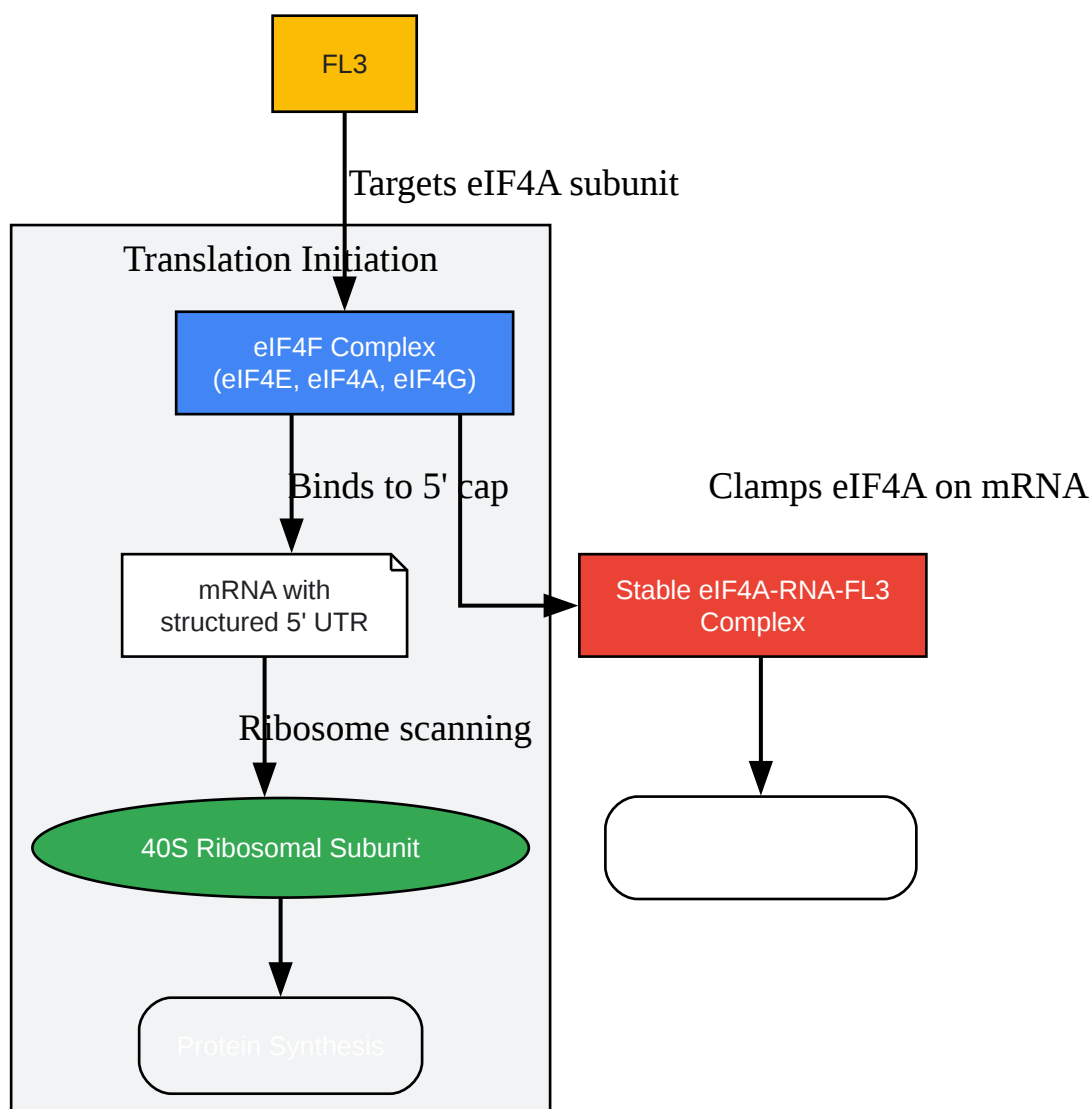 FL3
Targets eIF4A subunit
Translation Initiation
eIF4F Complex
(eIF4E, eIF4A, eIF4G)
Binds to 5' cap
Clamps eIF4A on mRNA
mRNA with
structured 5' UTR
Stable eIF4A-RNA-FL3
Complex
Ribosome scanning
40S Ribosomal Subunit
Protein Synthesis